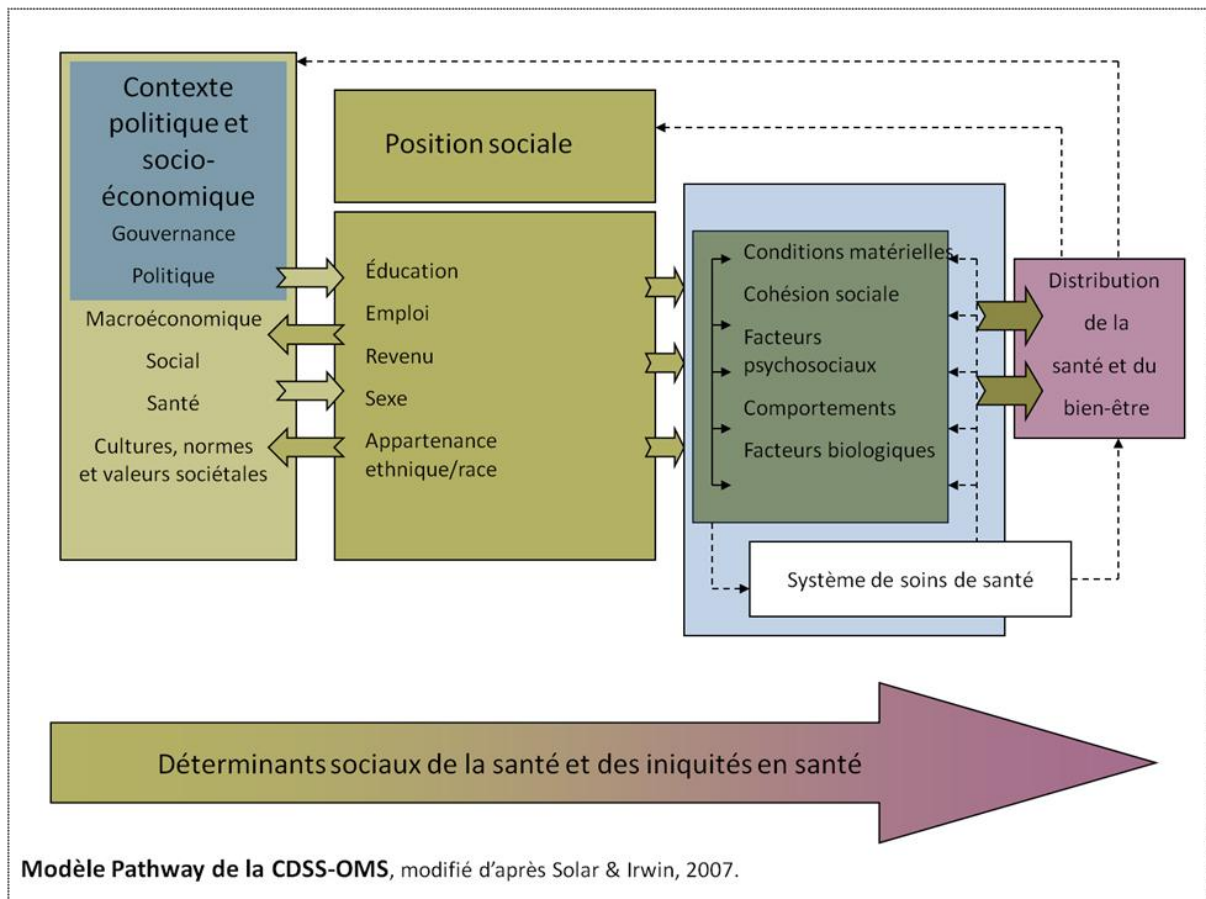 Contexte
politique et
socio-
économique
Gouvernance
Politique
Macroéconomique
Social
Santé
Cultures, normes
et valeurs sociétales
Position sociale
Éducation
Emploi
Revenu
Sexe
Appartenance
ethnique/race
Conditions matérielles
Cohésion sociale
Facteurs
psychosociaux
Comportements
Facteurs biologiques
Système de soins de santé
Distribution
de la
santé et du
bien-être
Déterminants sociaux de la santé et des iniquités en santé
Modèle Pathway de la CDSS-OMS, modifié d’après Solar & Irwin, 2007.